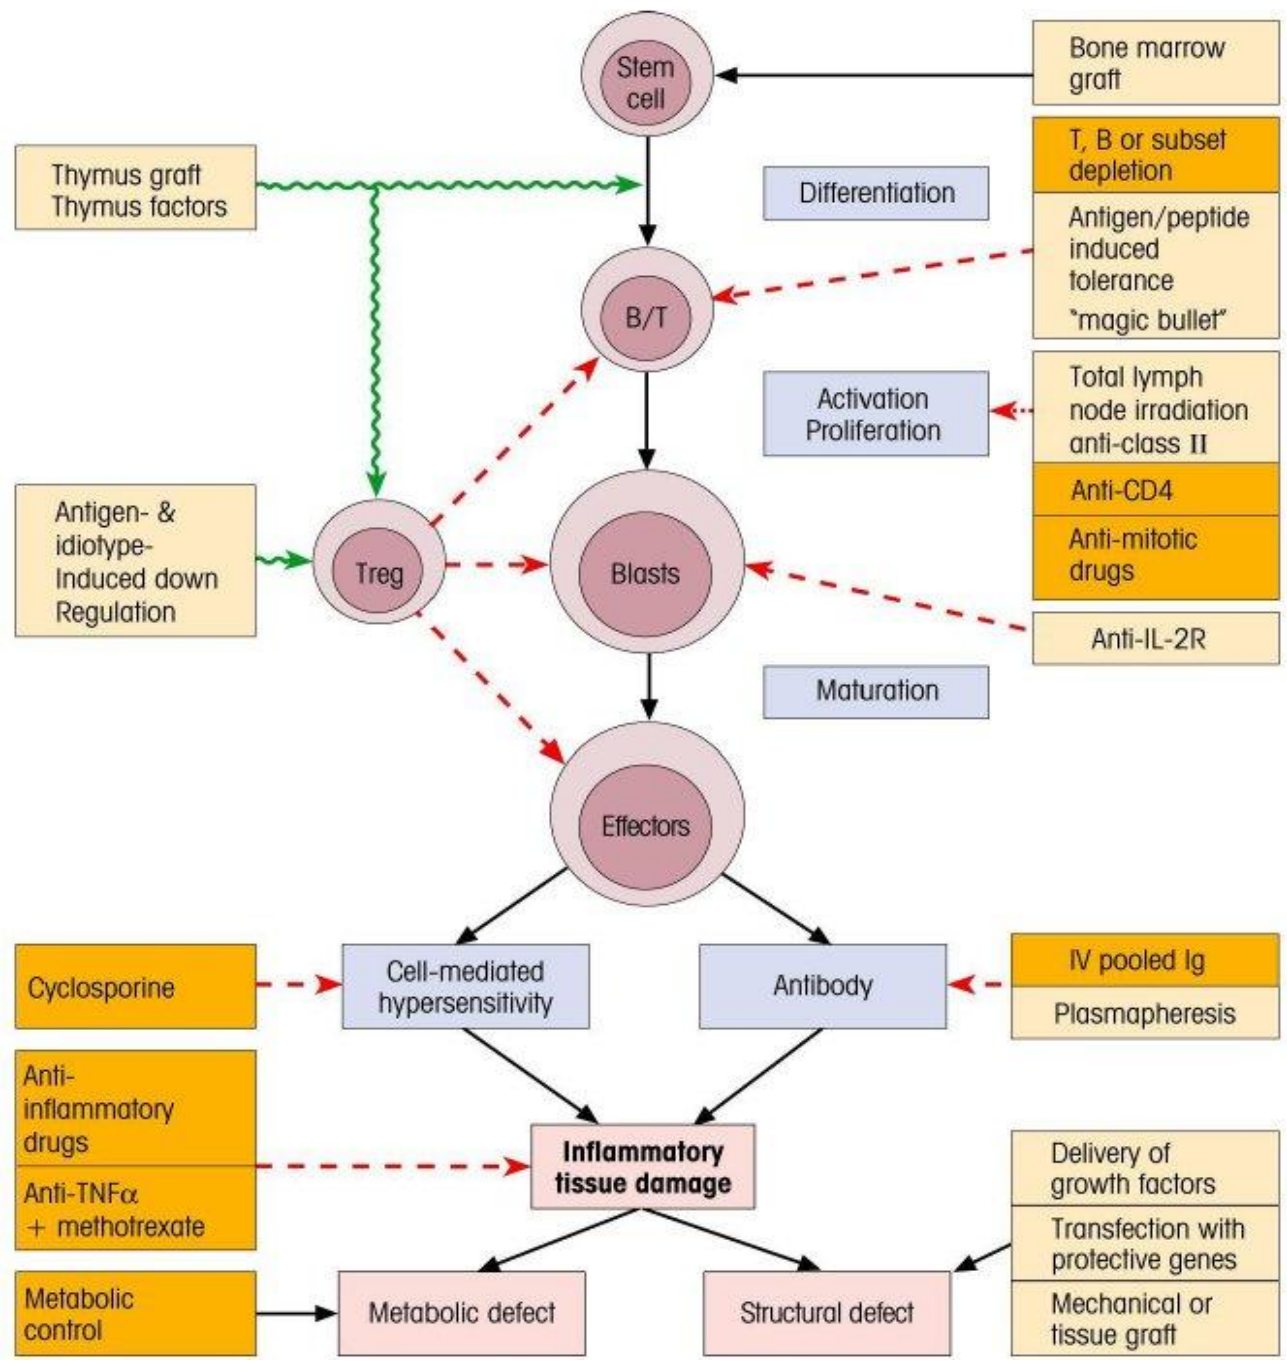 Stem
cell
Bone marrow
graft
Thymus graft
Thymus factors
T, B or subset
depletion
Differentiation
Antigen/peptide
induced
tolerance
“magic bullet”
B/T
Activation
Proliferation
Total lymph
node irradiation
anti-class II
Anti-CD4
Anti-mitotic
drugs
Antigen- &
idiotype-
Induced down
Regulation
Treg
Blasts
Anti-IL-2R
Maturation
Effectors
Cyclosporine
Cell-mediated
hypersensitivity
Antibody
IV pooled Ig
Plasmapheresis
Anti-
inflammatory
drugs
Anti-TNFα
+ methotrexate
Inflammatory
tissue damage
Delivery of
growth factors
Transfection with
protective genes
Mechanical or
tissue graft
Metabolic
control
Metabolic defect
Structural defect